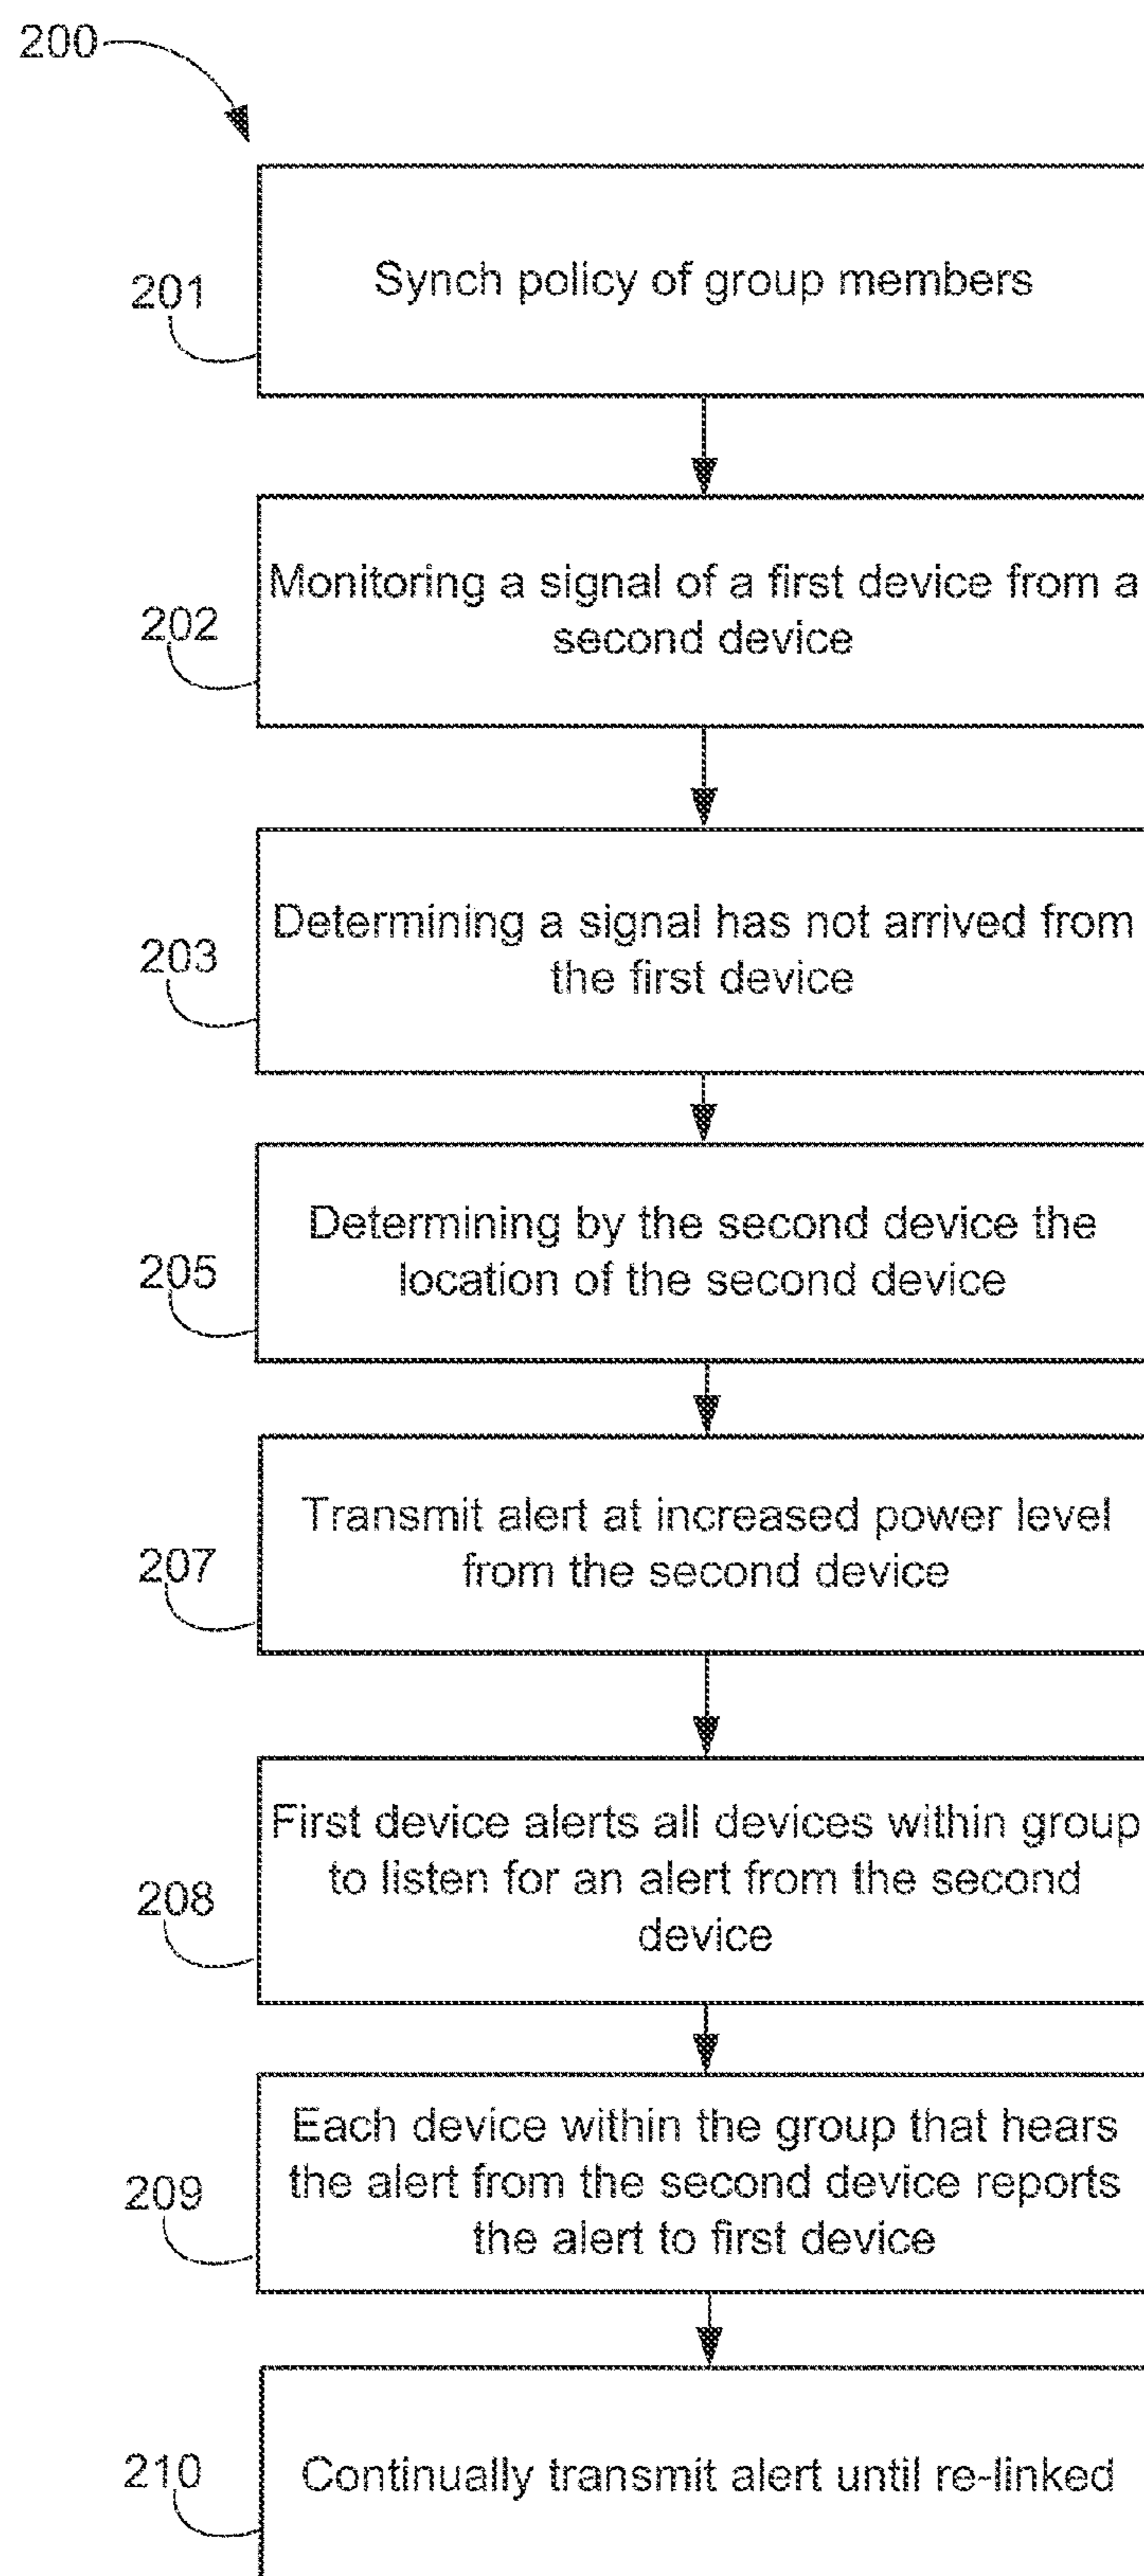 200
201
Synch policy of group members
202
Monitoring a signal of a first device from a
second device
203
Determining a signal has not arrived from
the first device
205
Determining by the second device the
location of the second device
207
Transmit alert at increased power level
from the second device
208
First device alerts all devices within group
to listen for an alert from the second
device
209
Each device within the group that hears
the alert from the second device reports
the alert to first device
210
Continually transmit alert until re-linked